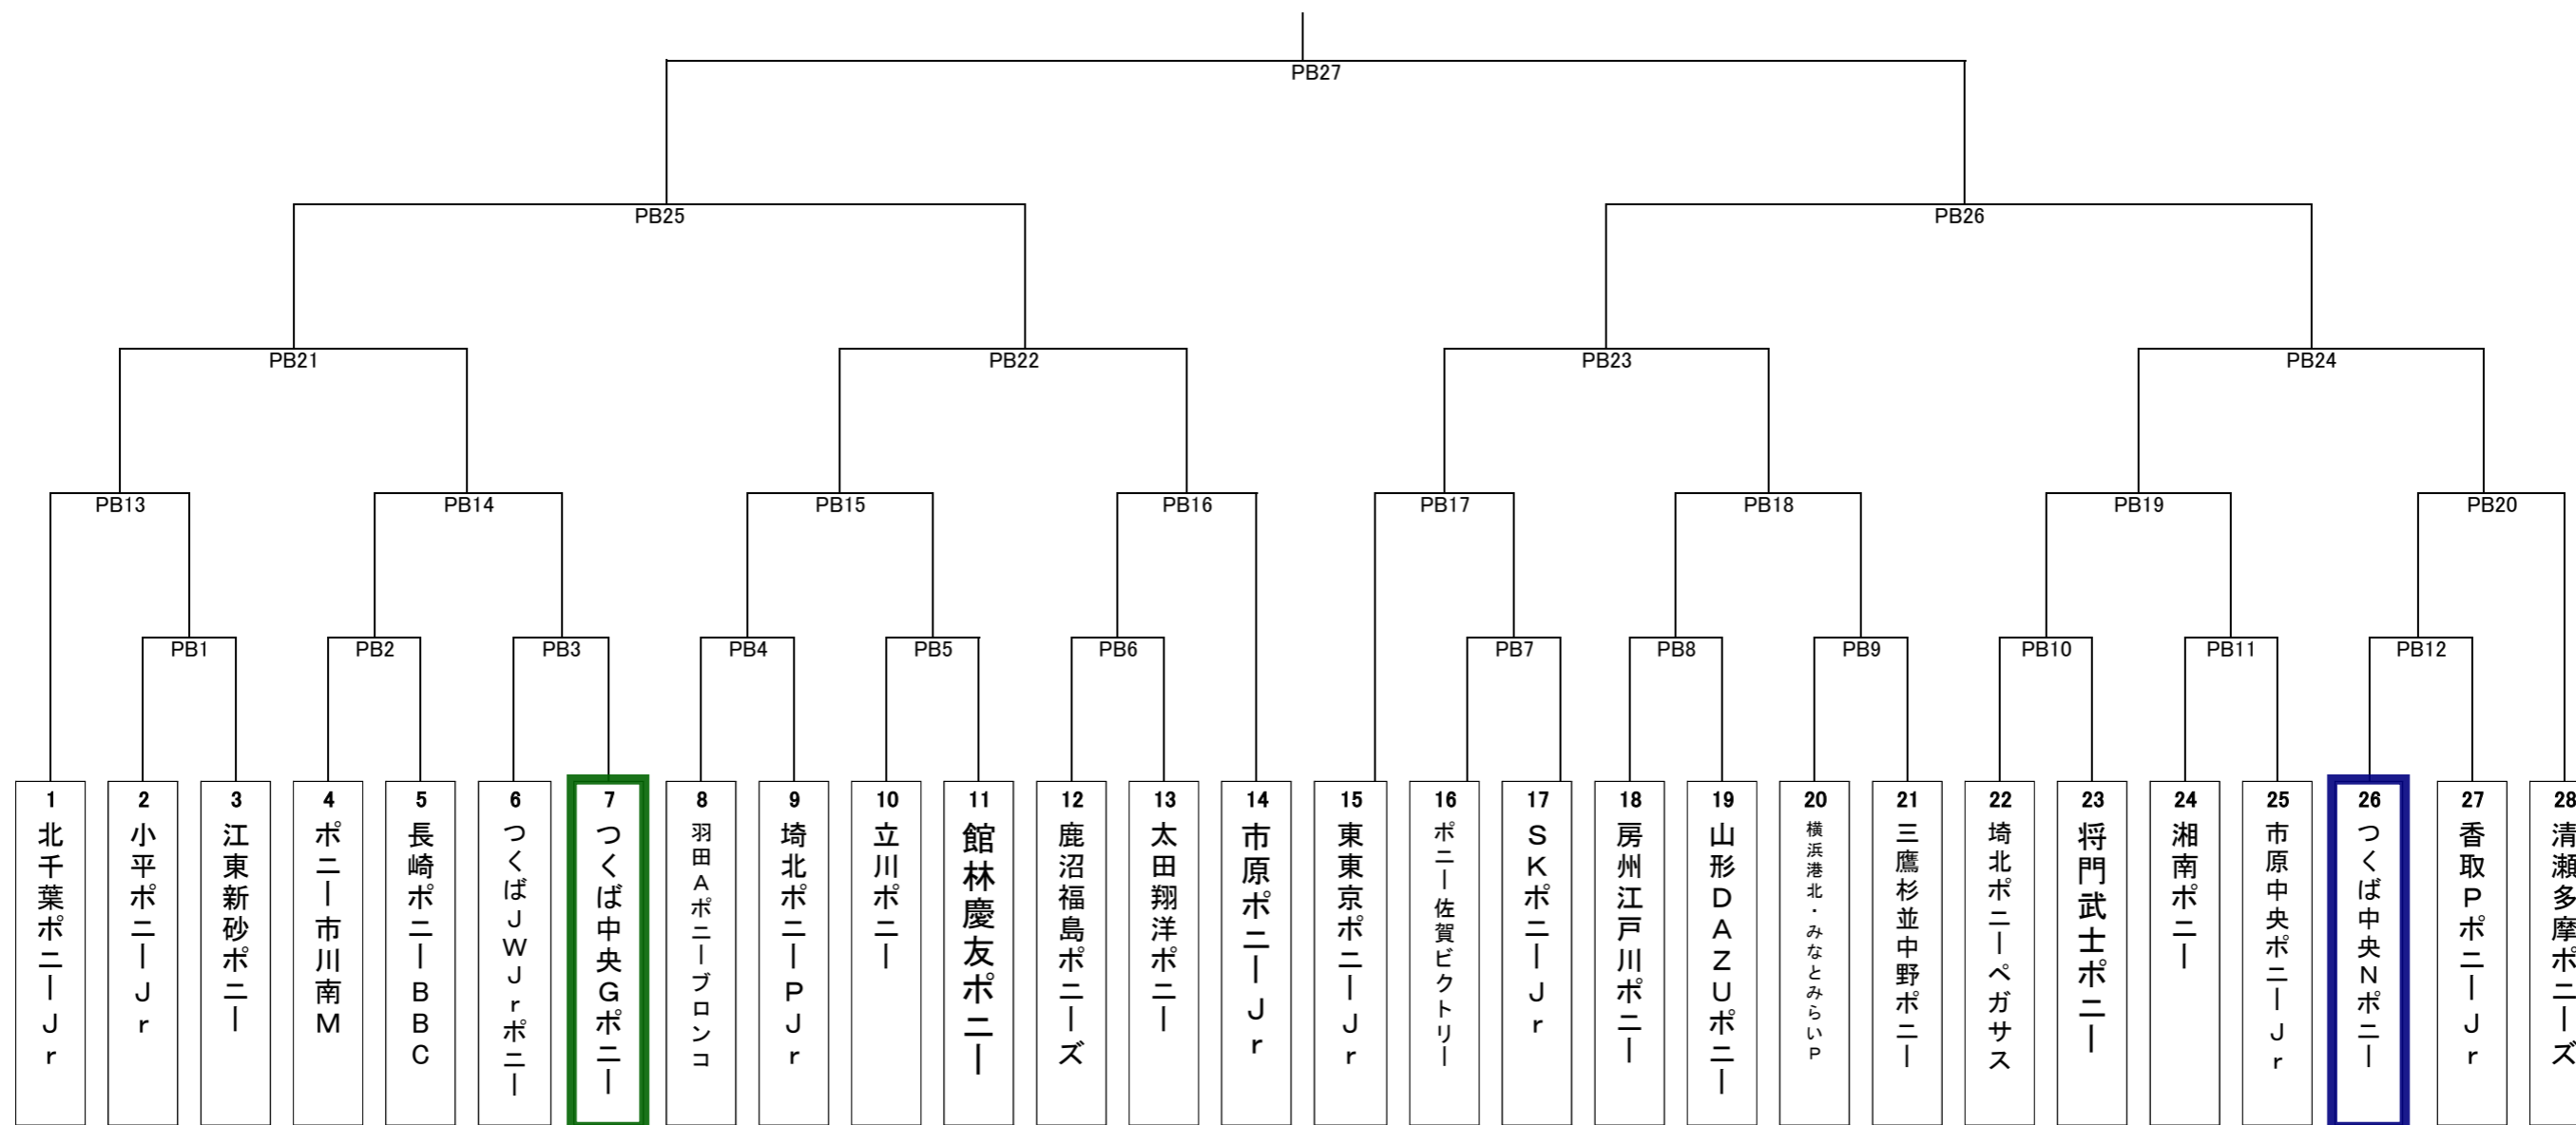 PB27
PB25
PB26
PB21
PB22
PB23
PB24
PB13
PB14
PB15
PB16
PB17
PB18
PB19
PB20
PB1
PB2
PB3
PB4
PB5
PB6
PB7
PB8
PB9
PB10
PB11
PB12
1
北千葉ポニーJr
2
小平ポニーJr
3
江東新砂ポニー
4
ポニー市川南M
5
長崎ポニーBBC
6
つくばJWJrポニー
7
つくば中央Gポニー
8
羽田Aポニーブロンコ
9
埼北ポニーPJr
10
立川ポニー
11
館林慶友ポニー
12
鹿沼福島ポニーズ
13
太田翔洋ポニー
14
市原ポニーJr
15
東東京ポニーJr
16
ポニー佐賀ビクトリー
17
SKポニーJr
18
房州江戸川ポニー
19
山形DAZUポニー
20
横浜港北・みなとみらいP
21
三鷹杉並中野ポニー
22
埼北ポニーペガサス
23
将門武士ポニー
24
湘南ポニー
25
市原中央ポニーJr
26
つくば中央Nポニー
27
香取PポニーJr
28
清瀬多摩ポニーズ